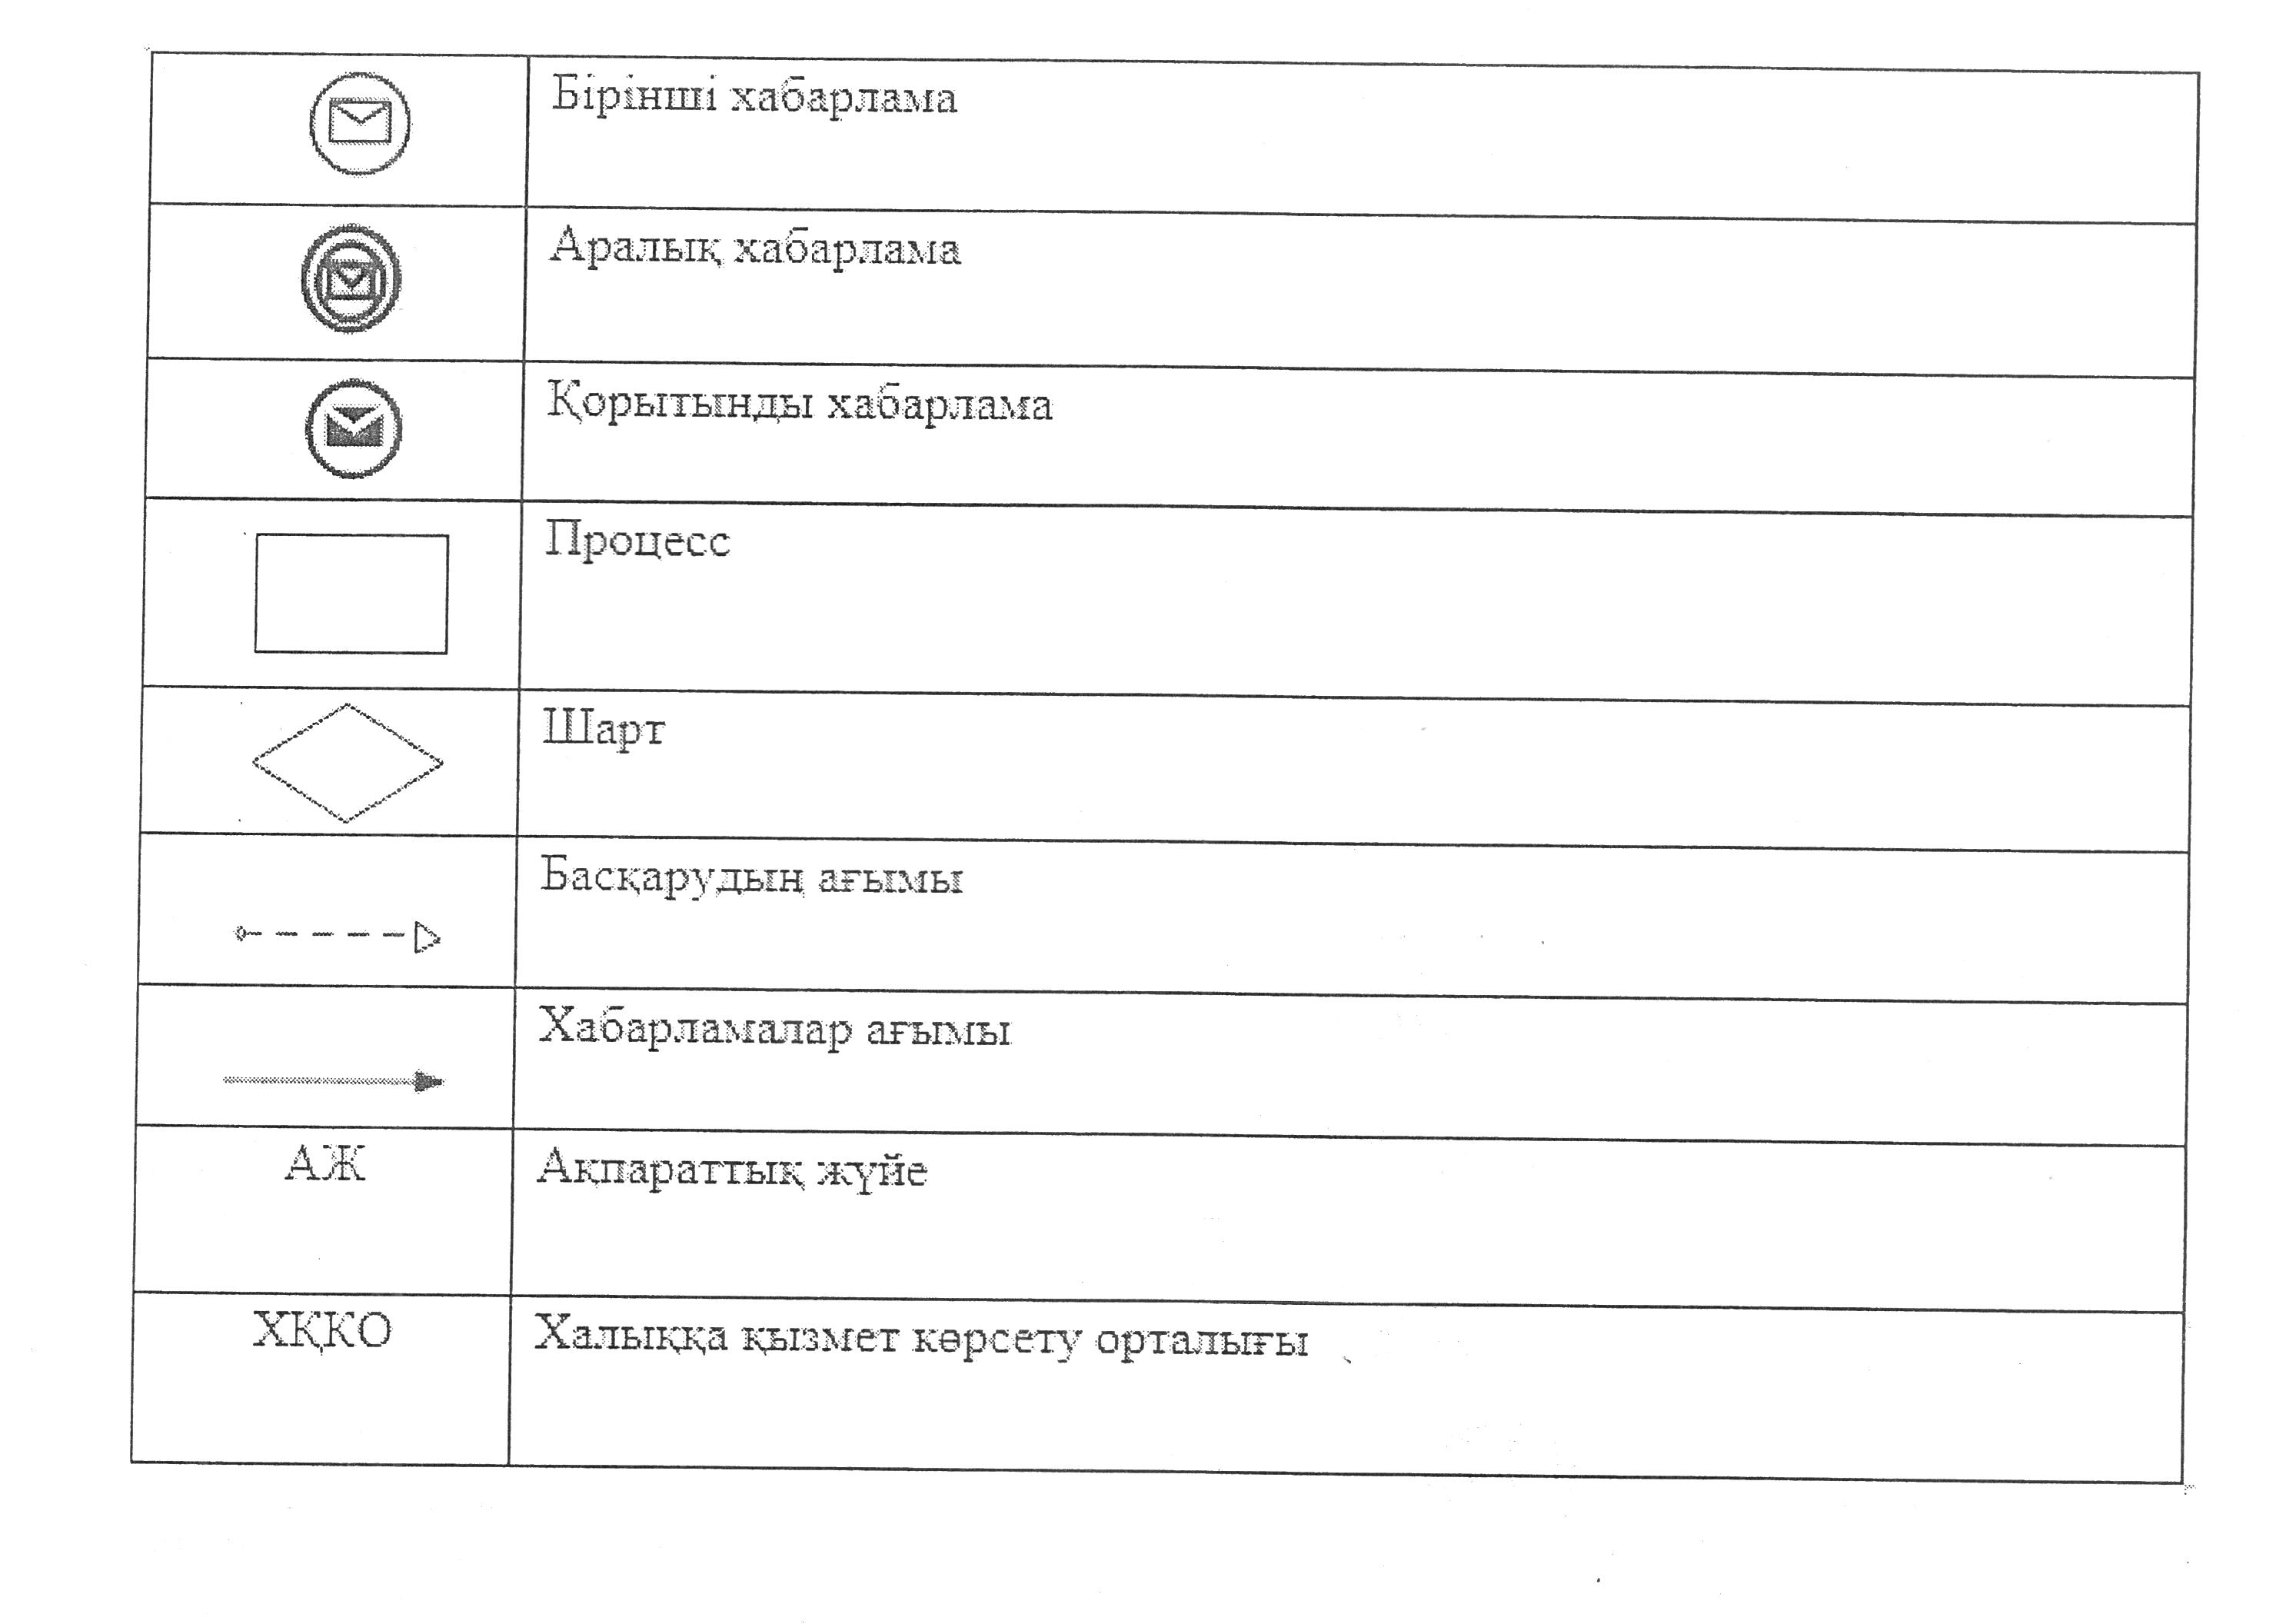 Бірінші хабарлама
Аралық хабарлама
Қорытынды хабарлама
Процесс
Шарт
Басқарудың ағымы
Хабарламалар ағымы
АЖ Ақпараттық жүйе
ХҚКО Халыққа қызмет көрсету орталығы